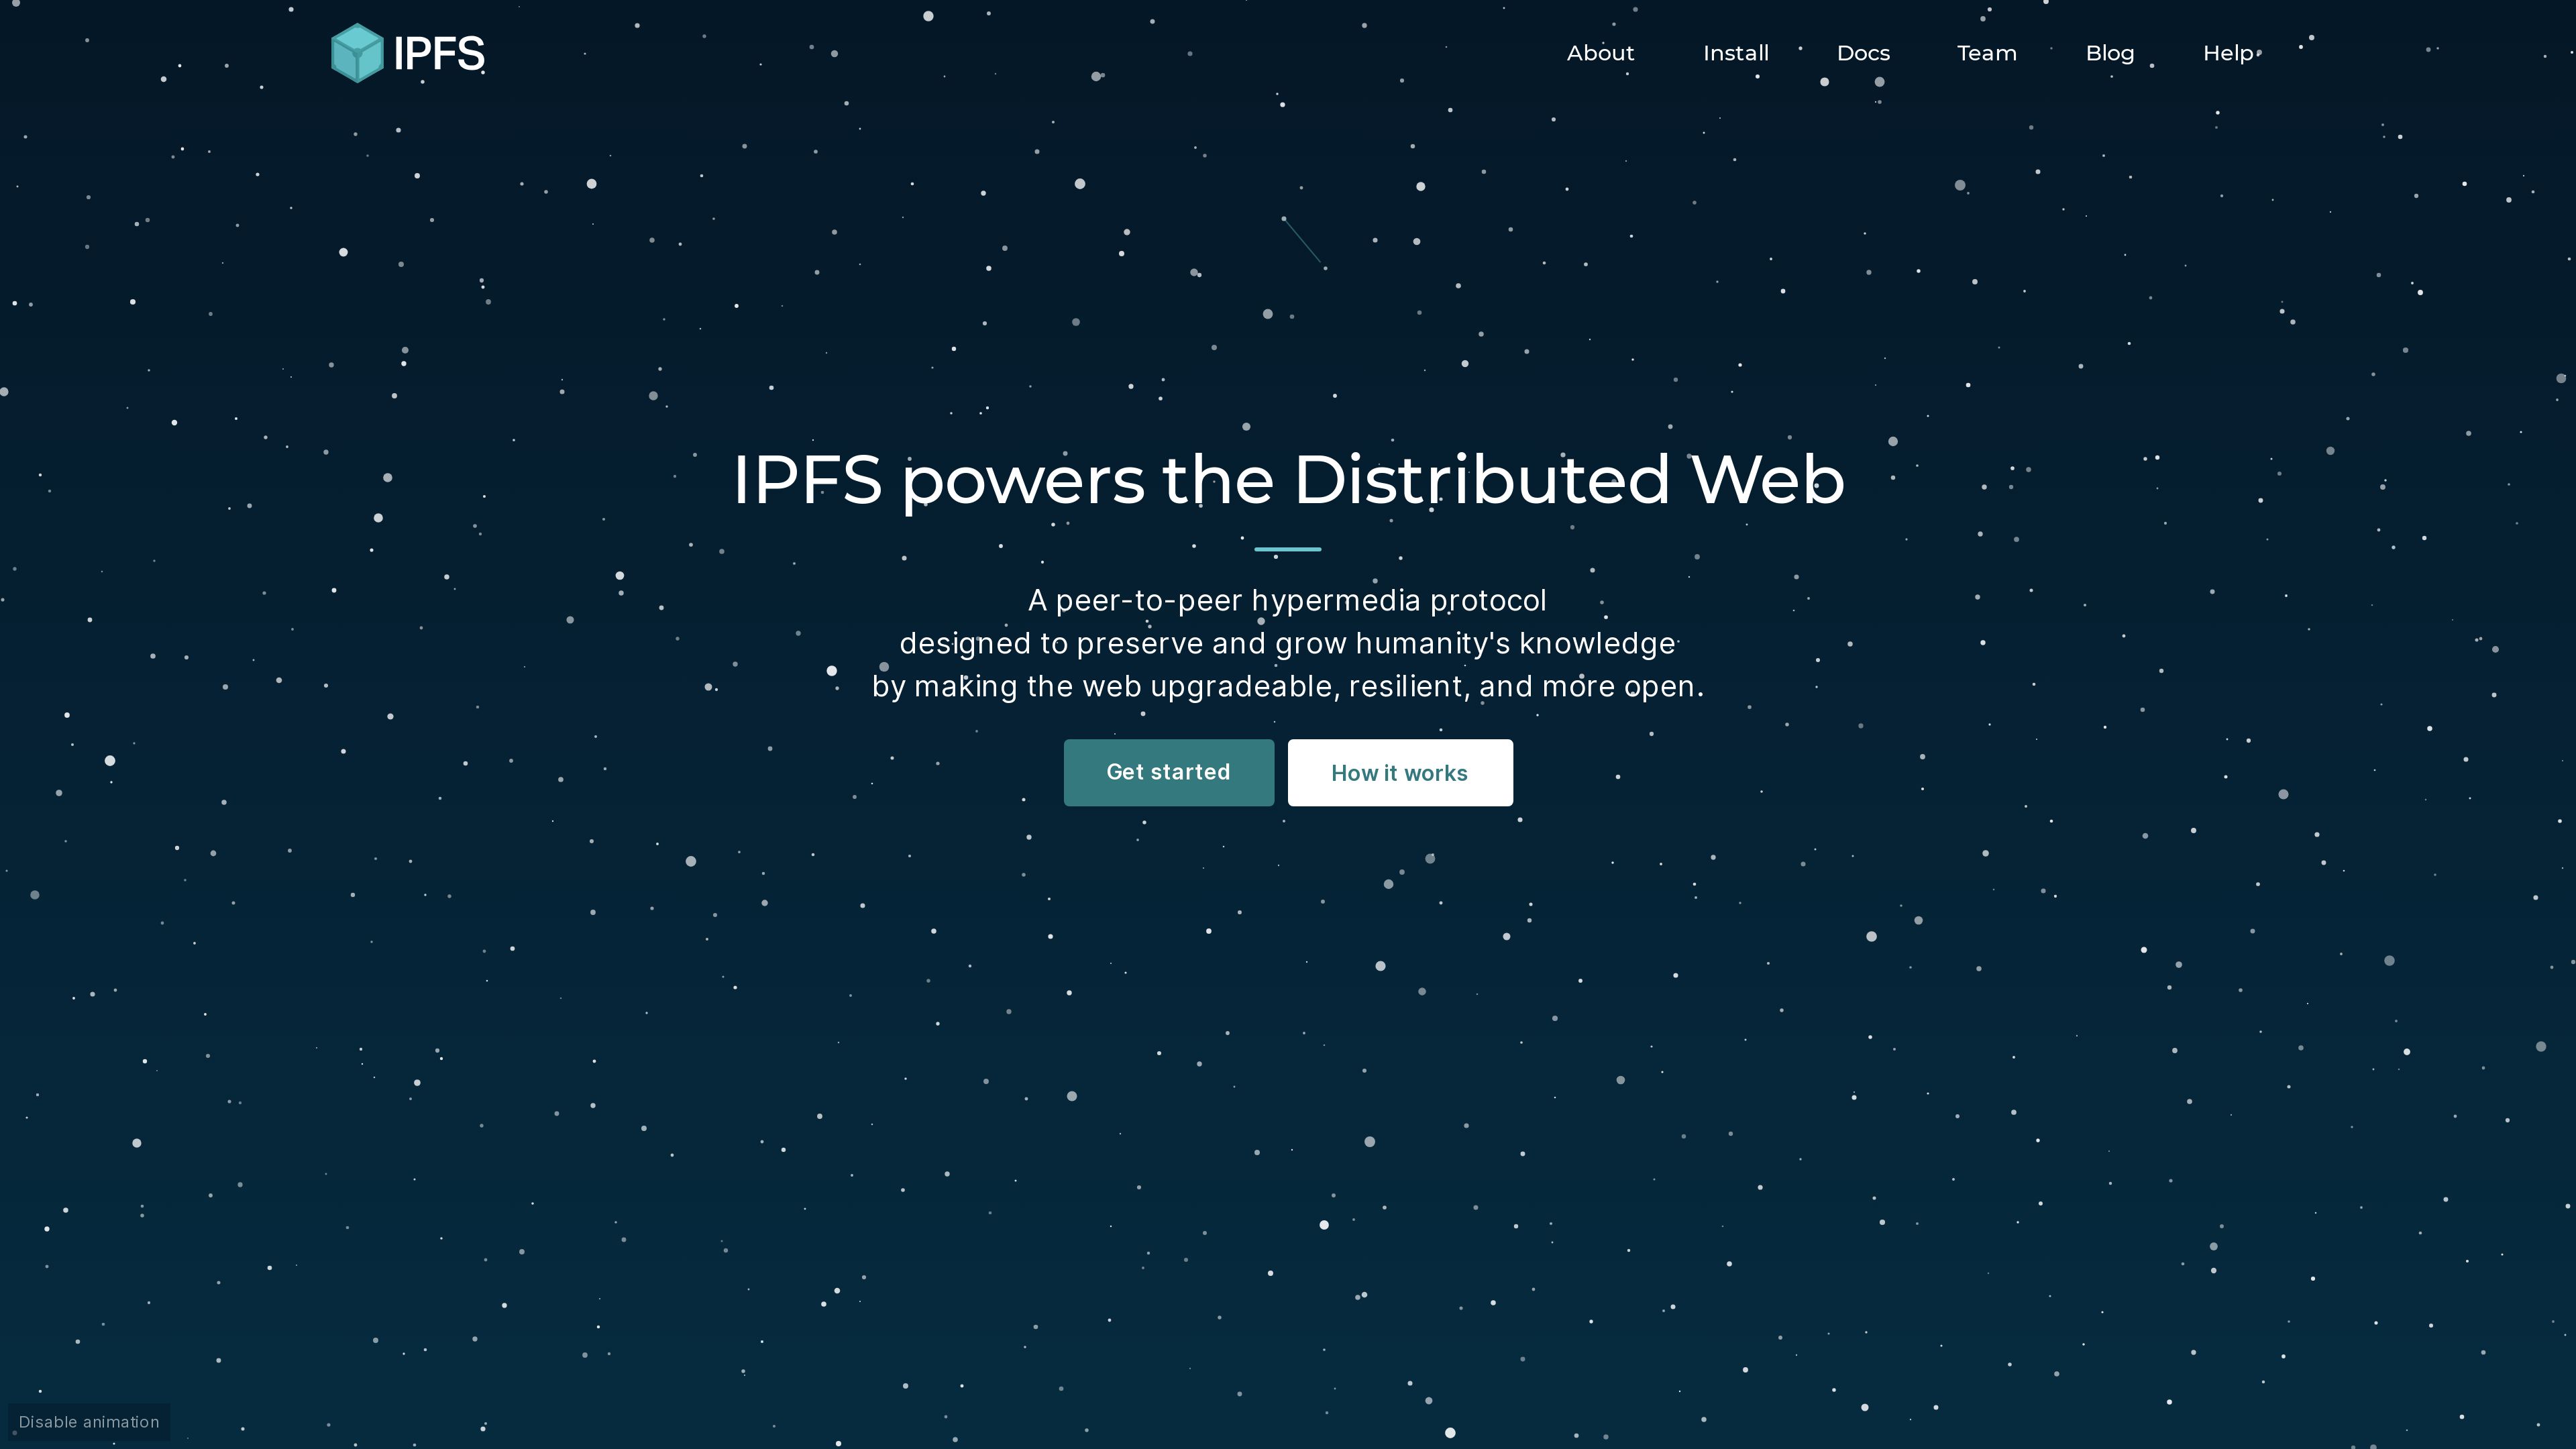 IPFS
About
Install
Docs
Team
Blog
Help
IPFS powers the Distributed Web
A peer-to-peer hypermedia protocol
designed to preserve and grow humanity's knowledge
by making the web upgradeable, resilient, and more open.
Get started
How it works
Disable animation